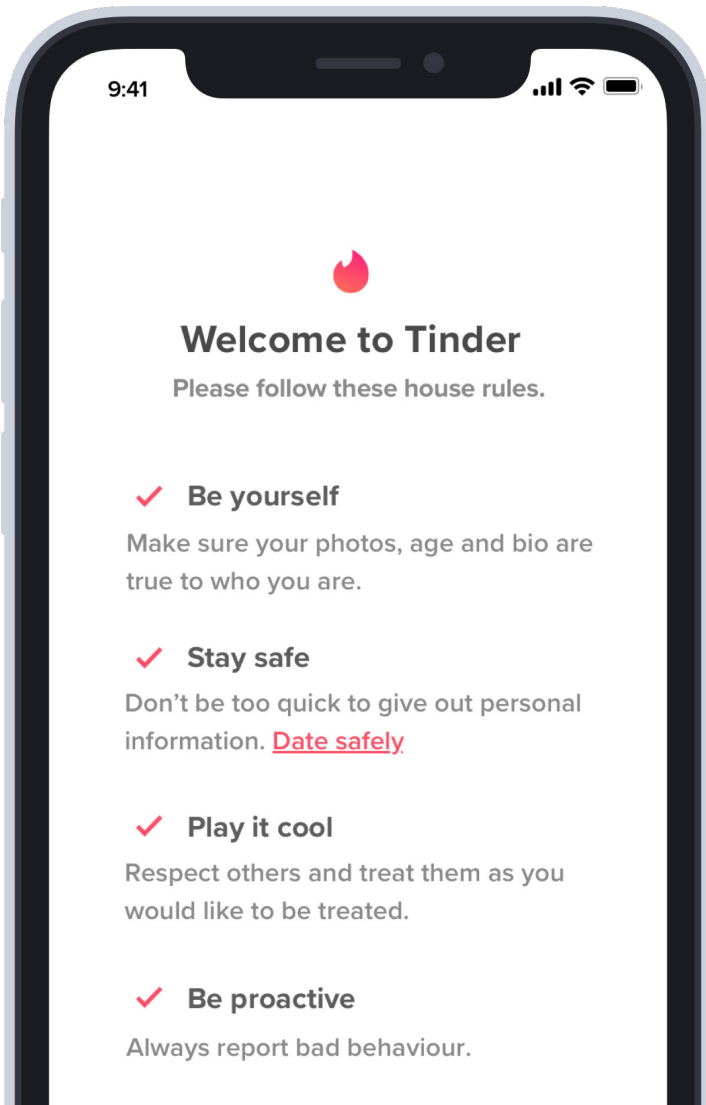 9:41
Welcome to Tinder
Please follow these house rules.
Be yourself
Make sure your photos, age and bio are
true to who you are.
Stay safe
Don’t be too quick to give out personal
information. Date safely
Play it cool
Respect others and treat them as you
would like to be treated.
Be proactive
Always report bad behaviour.